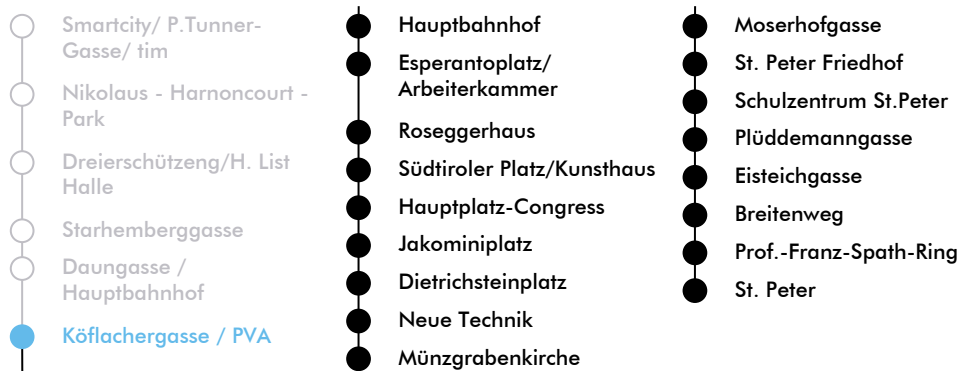 Smartcity/ P.Tunner-
Gasse/ tim
Nikolaus - Harnoncourt -
Park
Dreierschützeng/H. List
Halle
Starhemberggasse
Daungasse /
Hauptbahnhof
Köflachergasse / PVA
Hauptbahnhof
Esperantoplatz/
Arbeiterkammer
Roseggerhaus
Südtiroler Platz/Kunsthaus
Hauptplatz-Congress
Jakominiplatz
Dietrichsteinplatz
Neue Technik
Münzgrabenkirche
Moserhofgasse
St. Peter Friedhof
Schulzentrum St.Peter
Plüddemanngasse
Eisteichgasse
Breitenweg
Prof.-Franz-Spath-Ring
St. Peter